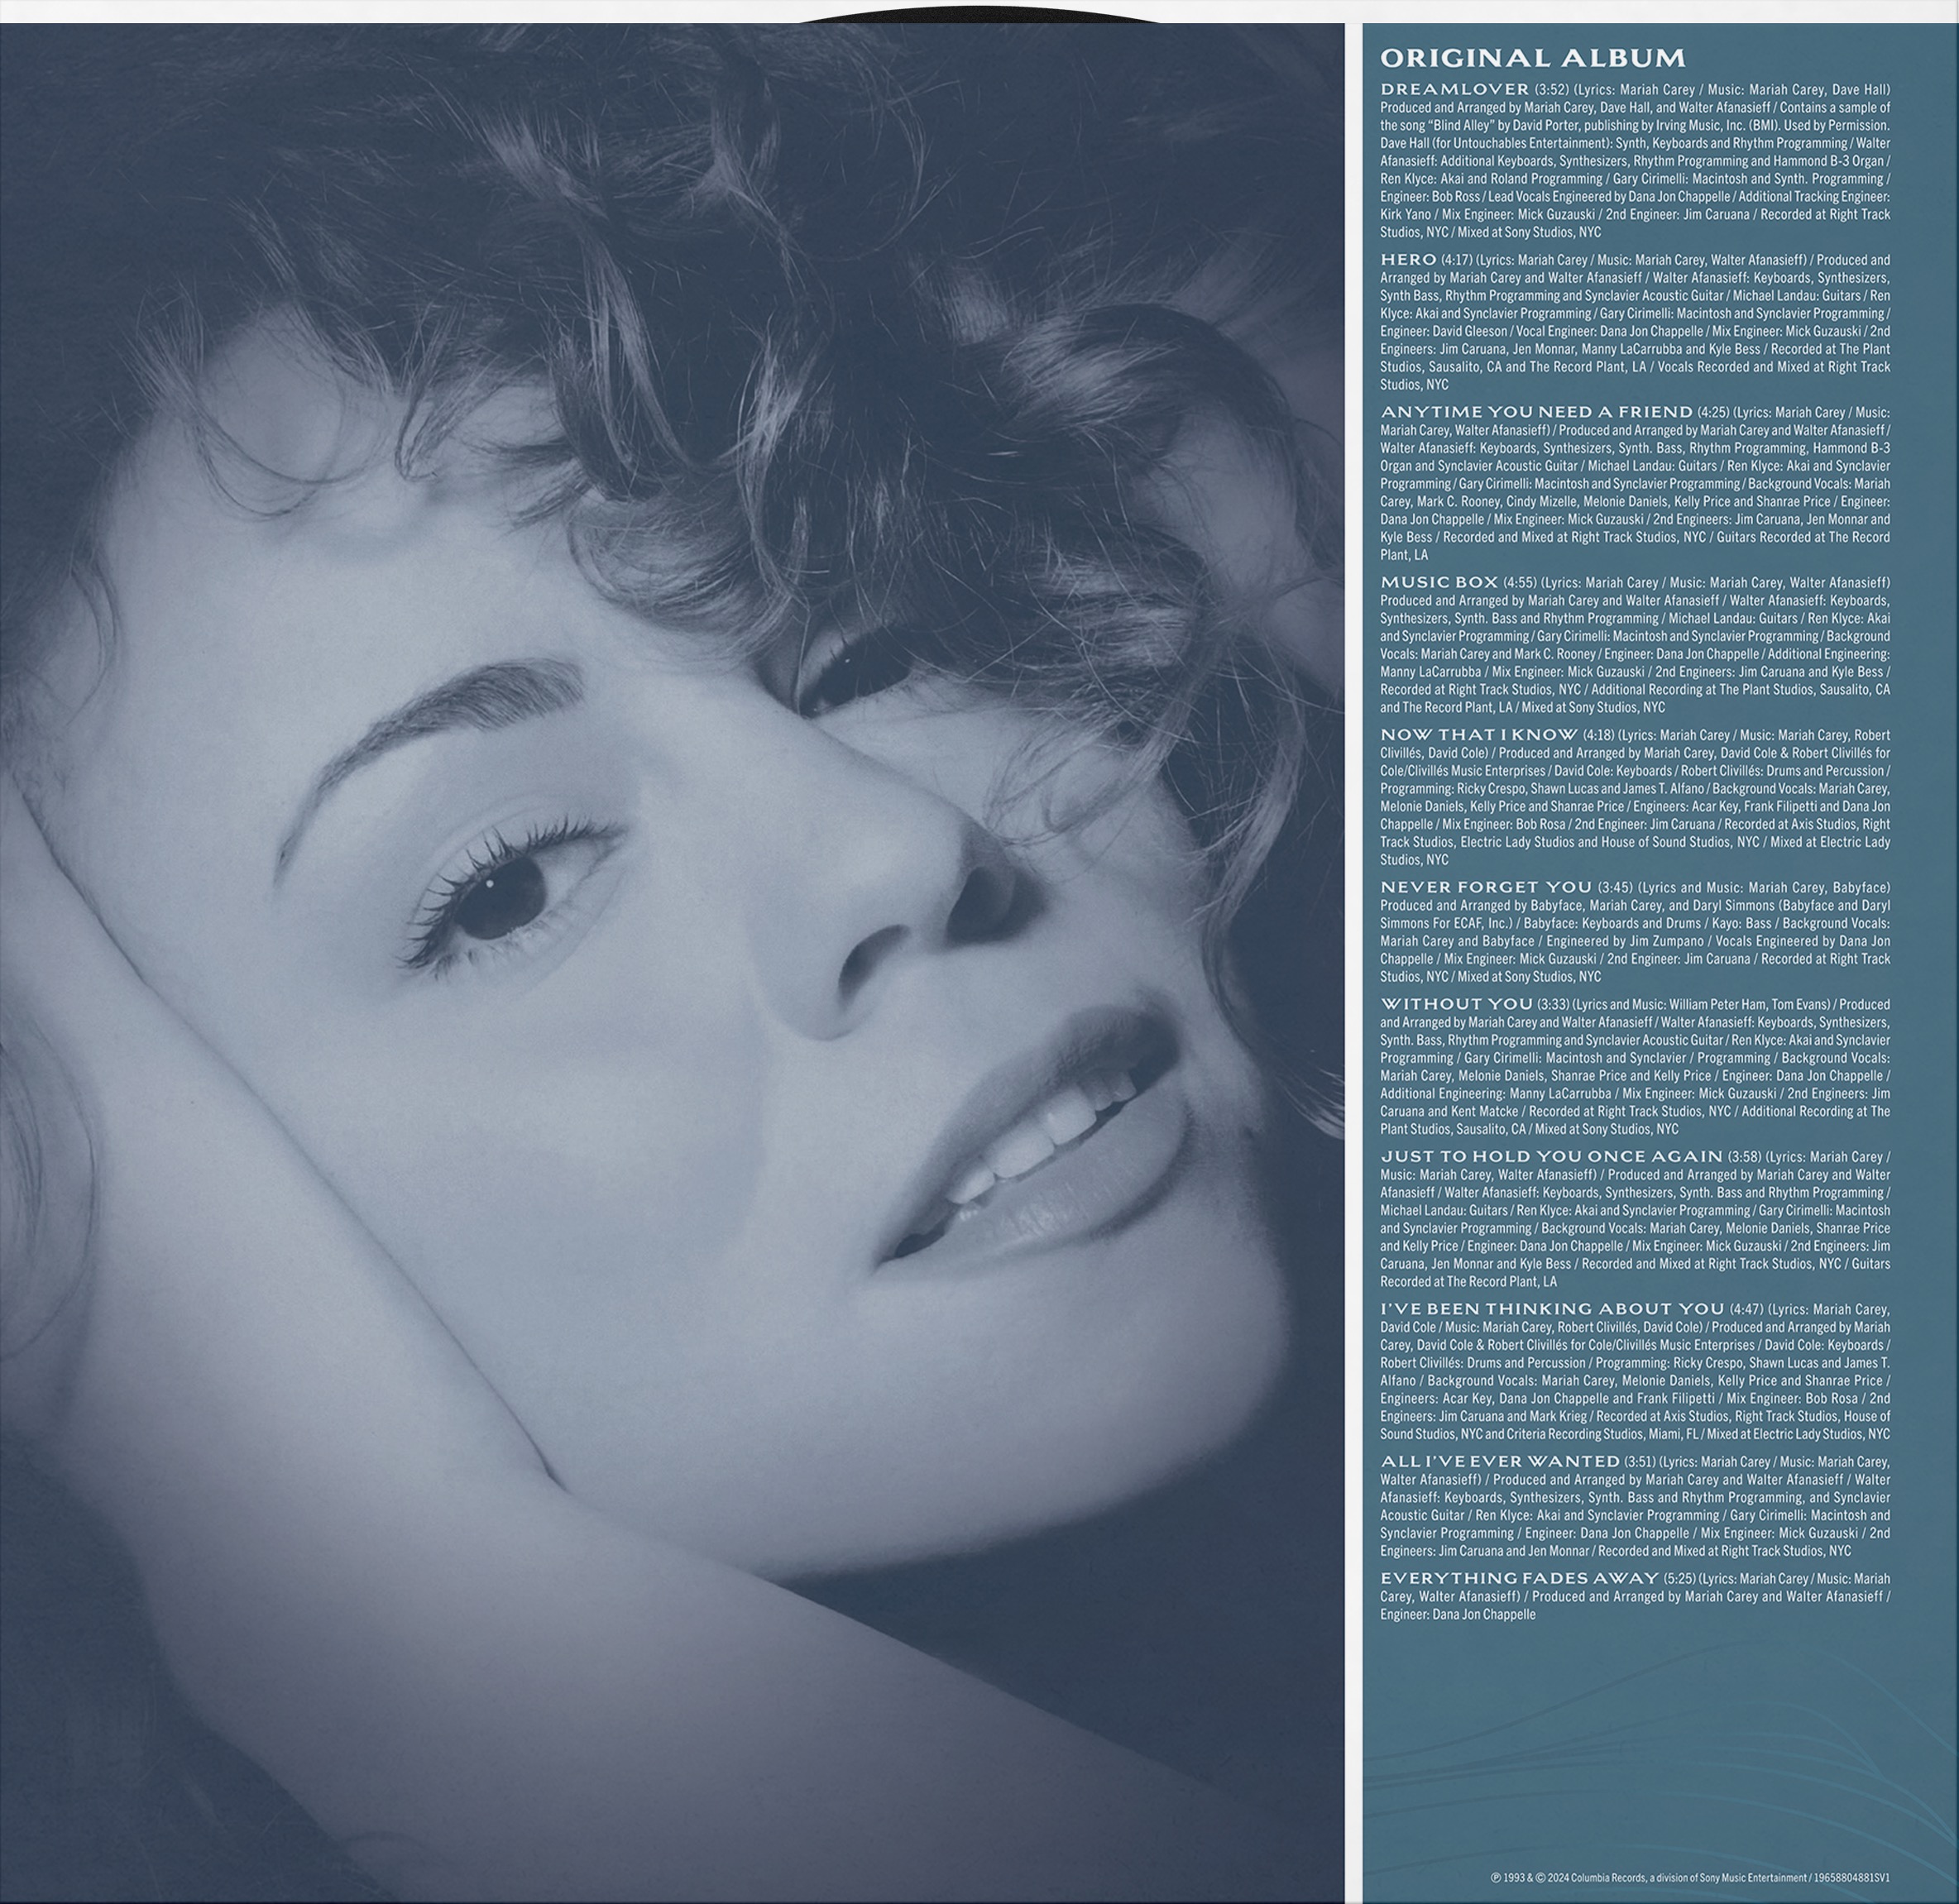 ORIGINAL ALBUM
DREAMLOVER (3:52) (Lyrics: Mariah Carey / Music: Mariah Carey, Dave Hall)
Produced and Arranged by Mariah Carey, Dave Hall, and Walter Afanasieff / Contains a sample of
the song “Blind Alley” by David Porter, publishing by Irving Music, Inc. (BMI). Used by Permission.
Dave Hall (for Untouchables Entertainment): Synth, Keyboards and Rhythm Programming / Walter
Afanasieff: Additional Keyboards, Synthesizers, Rhythm Programming and Hammond B-3 Organ /
Ren Klyce: Akai and Roland Programming / Gary Cirimelli: Macintosh and Synth. Programming /
Engineer: Bob Ross / Lead Vocals Engineered by Dana Jon Chappelle / Additional Tracking Engineer:
Kirk Yano / Mix Engineer: Mick Guzauski / 2nd Engineer: Jim Caruana / Recorded at Right Track
Studios, NYC / Mixed at Sony Studios, NYC
HERO (4:17) (Lyrics: Mariah Carey / Music: Mariah Carey, Walter Afanasieff) / Produced and
Arranged by Mariah Carey and Walter Afanasieff / Walter Afanasieff: Keyboards, Synthesizers,
Synth Bass, Rhythm Programming and Synclavier Acoustic Guitar / Michael Landau: Guitars / Ren
Klyce: Akai and Synclavier Programming / Gary Cirimelli: Macintosh and Synclavier Programming /
Engineer: David Gleeson / Vocal Engineer: Dana Jon Chappelle / Mix Engineer: Mick Guzauski / 2nd
Engineers: Jim Caruana, Jen Monnar, Manny LaCarrubba and Kyle Bess / Recorded at The Plant
Studios, Sausalito, CA and The Record Plant, LA / Vocals Recorded and Mixed at Right Track
Studios, NYC
ANYTIME YOU NEED A FRIEND (4:25) (Lyrics: Mariah Carey / Music:
Mariah Carey, Walter Afanasieff) / Produced and Arranged by Mariah Carey and Walter Afanasieff /
Walter Afanasieff: Keyboards, Synthesizers, Synth. Bass, Rhythm Programming, Hammond B-3
Organ and Synclavier Acoustic Guitar / Michael Landau: Guitars / Ren Klyce: Akai and Synclavier
Programming / Gary Cirimelli: Macintosh and Synclavier Programming / Background Vocals: Mariah
Carey, Mark C. Rooney, Cindy Mizelle, Melonie Daniels, Kelly Price and Shanrae Price / Engineer:
Dana Jon Chappelle / Mix Engineer: Mick Guzauski / 2nd Engineers: Jim Caruana, Jen Monnar and
Kyle Bess / Recorded and Mixed at Right Track Studios, NYC / Guitars Recorded at The Record
Plant, LA
MUSIC BOX (4:55) (Lyrics: Mariah Carey / Music: Mariah Carey, Walter Afanasieff)
Produced and Arranged by Mariah Carey and Walter Afanasieff / Walter Afanasieff: Keyboards,
Synthesizers, Synth. Bass and Rhythm Programming / Michael Landau: Guitars / Ren Klyce: Akai
and Synclavier Programming / Gary Cirimelli: Macintosh and Synclavier Programming / Background
Vocals: Mariah Carey and Mark C. Rooney / Engineer: Dana Jon Chappelle / Additional Engineering:
Manny LaCarrubba / Mix Engineer: Mick Guzauski / 2nd Engineers: Jim Caruana and Kyle Bess /
Recorded at Right Track Studios, NYC / Additional Recording at The Plant Studios, Sausalito, CA
and The Record Plant, LA / Mixed at Sony Studios, NYC
NOW THAT I KNOW (4:18) (Lyrics: Mariah Carey / Music: Mariah Carey, Robert
Clivillés, David Cole) / Produced and Arranged by Mariah Carey, David Cole & Robert Clivillés for
Cole/Clivillés Music Enterprises / David Cole: Keyboards / Robert Clivillés: Drums and Percussion /
Programming: Ricky Crespo, Shawn Lucas and James T. Alfano / Background Vocals: Mariah Carey,
Melonie Daniels, Kelly Price and Shanrae Price / Engineers: Acar Key, Frank Filipetti and Dana Jon
Chappelle / Mix Engineer: Bob Rosa / 2nd Engineer: Jim Caruana / Recorded at Axis Studios, Right
Track Studios, Electric Lady Studios and House of Sound Studios, NYC / Mixed at Electric Lady
Studios, NYC
NEVER FORGET YOU (3:45) (Lyrics and Music: Mariah Carey, Babyface)
Produced and Arranged by Babyface, Mariah Carey, and Daryl Simmons (Babyface and Daryl
Simmons For ECAF, Inc.) / Babyface: Keyboards and Drums / Kayo: Bass / Background Vocals:
Mariah Carey and Babyface / Engineered by Jim Zumpano / Vocals Engineered by Dana Jon
Chappelle / Mix Engineer: Mick Guzauski / 2nd Engineer: Jim Caruana / Recorded at Right Track
Studios, NYC / Mixed at Sony Studios, NYC
WITHOUT YOU (3:33) (Lyrics and Music: William Peter Ham, Tom Evans) / Produced
and Arranged by Mariah Carey and Walter Afanasieff / Walter Afanasieff: Keyboards, Synthesizers,
Synth. Bass, Rhythm Programming and Synclavier Acoustic Guitar / Ren Klyce: Akai and Synclavier
Programming / Gary Cirimelli: Macintosh and Synclavier / Programming / Background Vocals:
Mariah Carey, Melonie Daniels, Shanrae Price and Kelly Price / Engineer: Dana Jon Chappelle /
Additional Engineering: Manny LaCarrubba / Mix Engineer: Mick Guzauski / 2nd Engineers: Jim
Caruana and Kent Matcke / Recorded at Right Track Studios, NYC / Additional Recording at The
Plant Studios, Sausalito, CA / Mixed at Sony Studios, NYC
JUST TO HOLD YOU ONCE AGAIN (3:58) (Lyrics: Mariah Carey /
Music: Mariah Carey, Walter Afanasieff) / Produced and Arranged by Mariah Carey and Walter
Afanasieff / Walter Afanasieff: Keyboards, Synthesizers, Synth. Bass and Rhythm Programming /
Michael Landau: Guitars / Ren Klyce: Akai and Synclavier Programming / Gary Cirimelli: Macintosh
and Synclavier Programming / Background Vocals: Mariah Carey, Melonie Daniels, Shanrae Price
and Kelly Price / Engineer: Dana Jon Chappelle / Mix Engineer: Mick Guzauski / 2nd Engineers: Jim
Caruana, Jen Monnar and Kyle Bess / Recorded and Mixed at Right Track Studios, NYC / Guitars
Recorded at The Record Plant, LA
I’VE BEEN THINKING ABOUT YOU (4:47) (Lyrics: Mariah Carey,
David Cole / Music: Mariah Carey, Robert Clivillés, David Cole) / Produced and Arranged by Mariah
Carey, David Cole & Robert Clivillés for Cole/Clivillés Music Enterprises / David Cole: Keyboards /
Robert Clivillés: Drums and Percussion / Programming: Ricky Crespo, Shawn Lucas and James T.
Alfano / Background Vocals: Mariah Carey, Melonie Daniels, Kelly Price and Shanrae Price /
Engineers: Acar Key, Dana Jon Chappelle and Frank Filipetti / Mix Engineer: Bob Rosa / 2nd
Engineers: Jim Caruana and Mark Krieg / Recorded at Axis Studios, Right Track Studios, House of
Sound Studios, NYC and Criteria Recording Studios, Miami, FL / Mixed at Electric Lady Studios, NYC
ALL I’VE EVER WANTED (3:51) (Lyrics: Mariah Carey / Music: Mariah Carey,
Walter Afanasieff) / Produced and Arranged by Mariah Carey and Walter Afanasieff / Walter
Afanasieff: Keyboards, Synthesizers, Synth. Bass and Rhythm Programming, and Synclavier
Acoustic Guitar / Ren Klyce: Akai and Synclavier Programming / Gary Cirimelli: Macintosh and
Synclavier Programming / Engineer: Dana Jon Chappelle / Mix Engineer: Mick Guzauski / 2nd
Engineers: Jim Caruana and Jen Monnar / Recorded and Mixed at Right Track Studios, NYC
EVERYTHING FADES AWAY (5:25) (Lyrics: Mariah Carey / Music: Mariah
Carey, Walter Afanasieff) / Produced and Arranged by Mariah Carey and Walter Afanasieff /
Engineer: Dana Jon Chappelle
℗ 1993 & © 2024 Columbia Records, a division of Sony Music Entertainment / 19658804881SV1